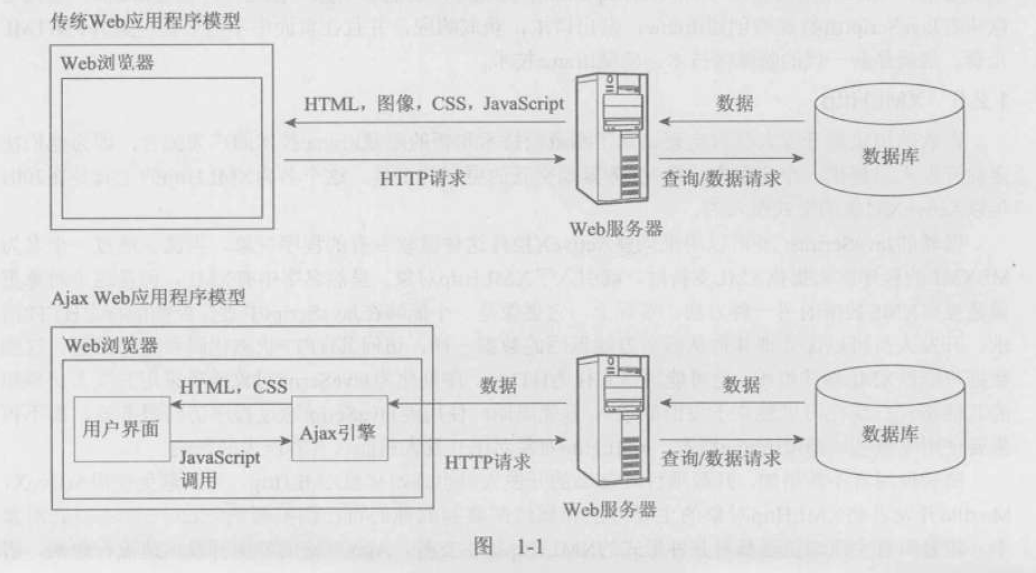 传统Web应用程序模型
Web浏览器
HTML，图像，CSS，JavaScript
HTTP请求
数据
查询/数据请求
数据库
Web服务器
Ajax Web应用程序模型
Web浏览器
HTML，CSS
用户界面
Ajax引擎
JavaScript
调用
数据
HTTP请求
数据
查询/数据请求
数据库
Web服务器
图 1-1